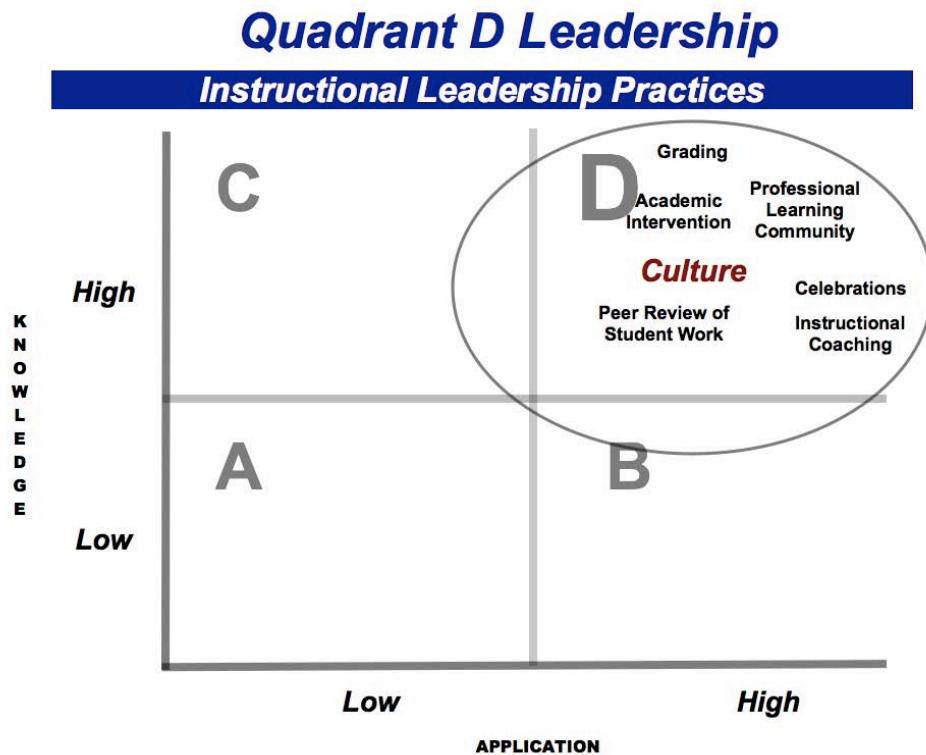 Quadrant D Leadership
Instructional Leadership Practices
C
D
Grading
Academic
Intervention
Professional
Learning
Community
Culture
Celebrations
Peer Review of
Student Work
Instructional
Coaching
High
KNOWLEDGE
A
B
Low
Low
High
APPLICATION